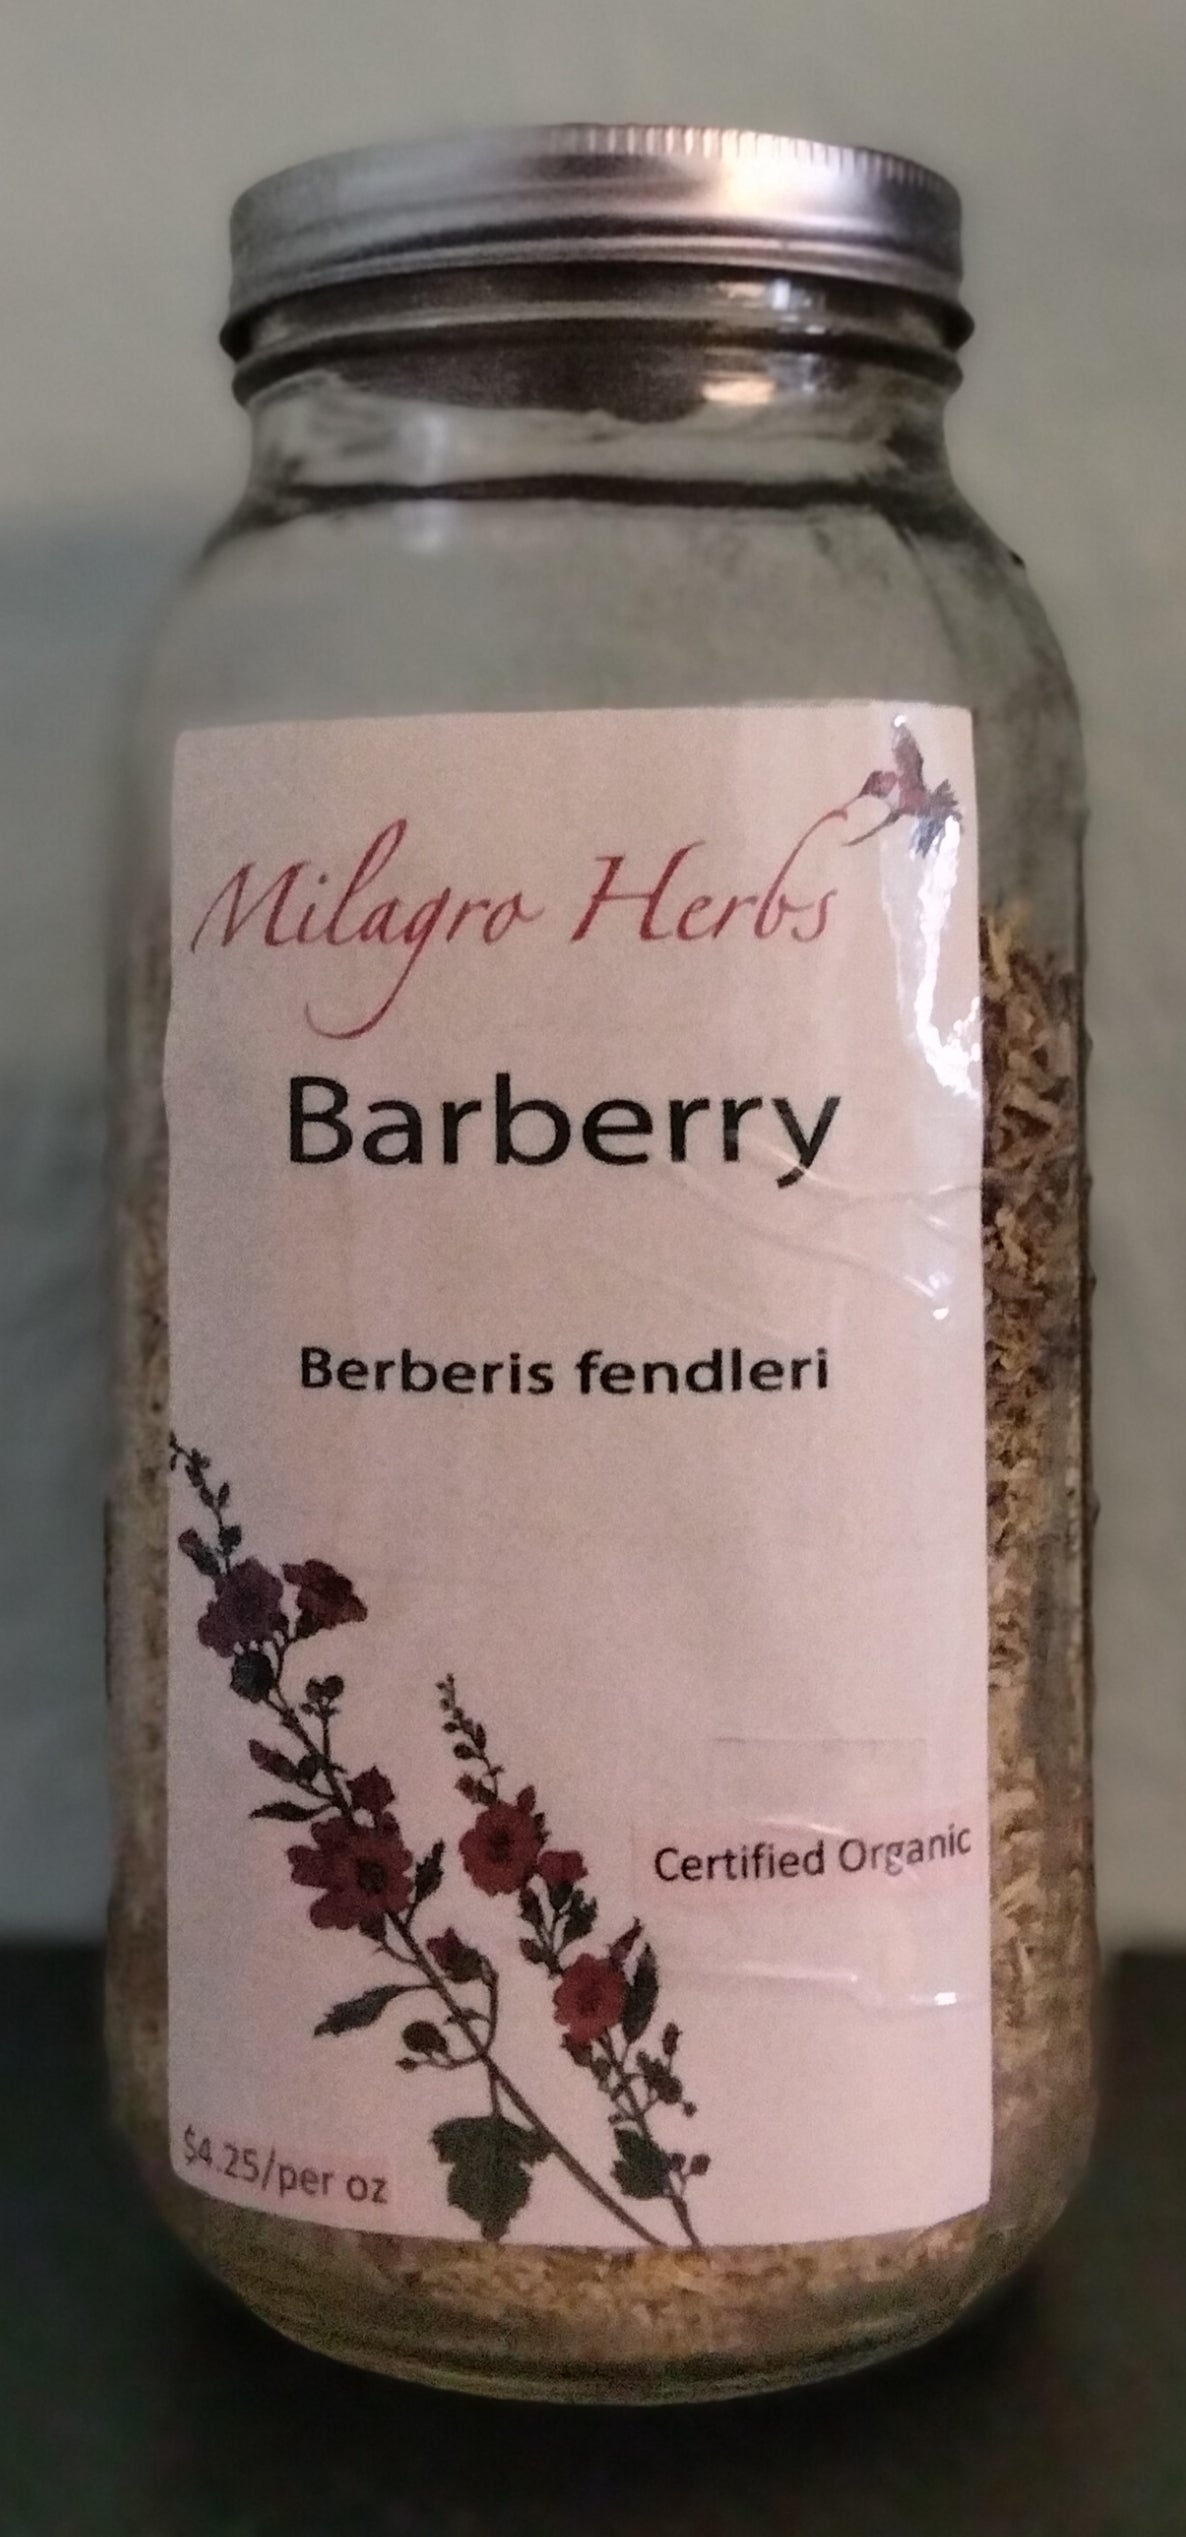 Milagro Herbs
Barberry
Berberis fendleri
Certified Organic
$4.25/per oz